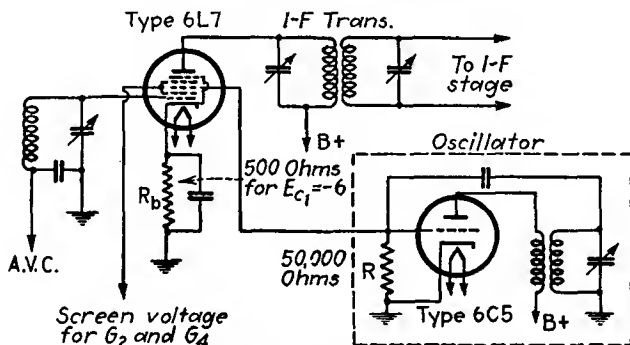 Type 6L7
I-F Trans.
To I-F
stage
B+
Oscillator
500 Ohms
for Ec₁=-6
Rb
A.V.C.
50,000
Ohms
R
Screen voltage
for G₂ and G₄
Type 6C5
B+